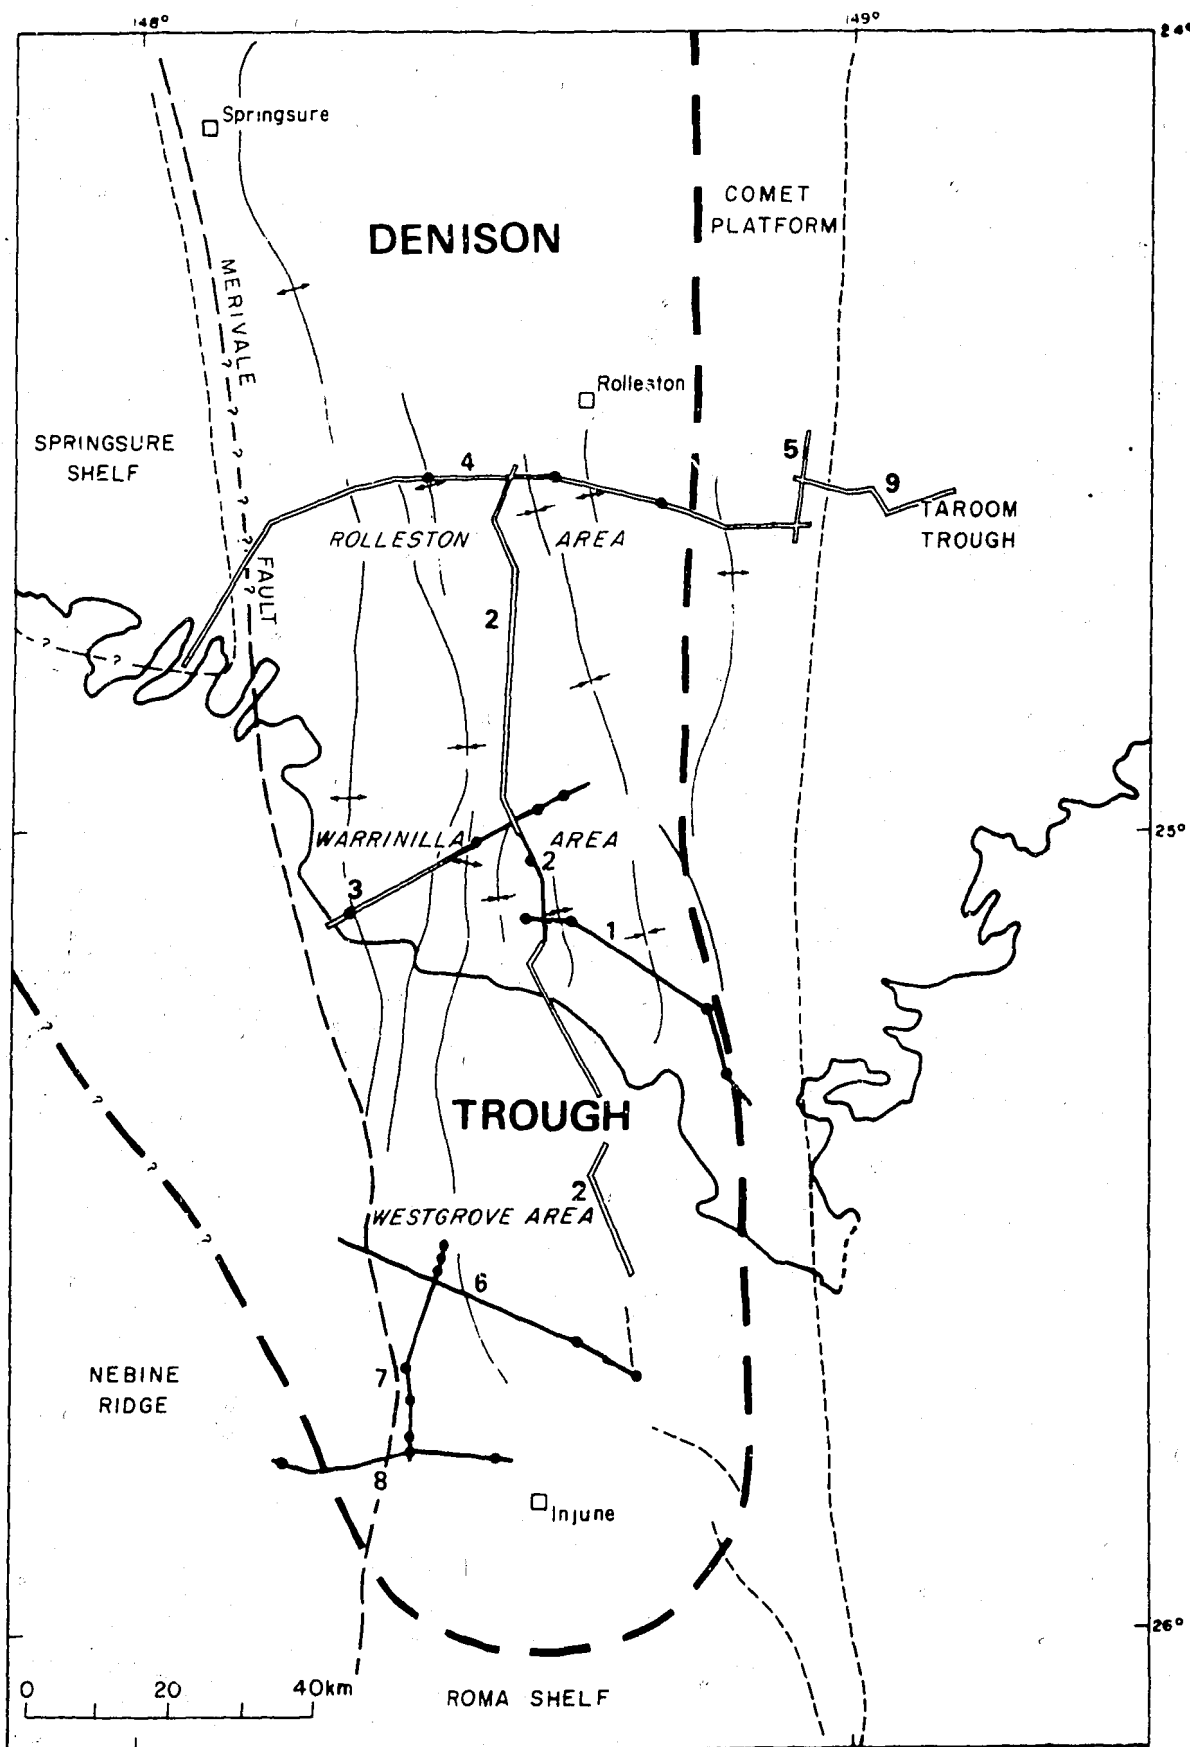 148°
149°
24°
Springsure
COMET
PLATFORM
DENISON
MERIVALE
Rolleston
SPRINGSURE
SHELF
4
5
9
TAROOM
TROUGH
ROLLESTON AREA
FAULT
2
25°
WARRINILLA AREA
2
3
1
TROUGH
2
WESTGROVE AREA
6
NEBINE
RIDGE
7
8
Injune
26°
0 20 40km
ROMA SHELF